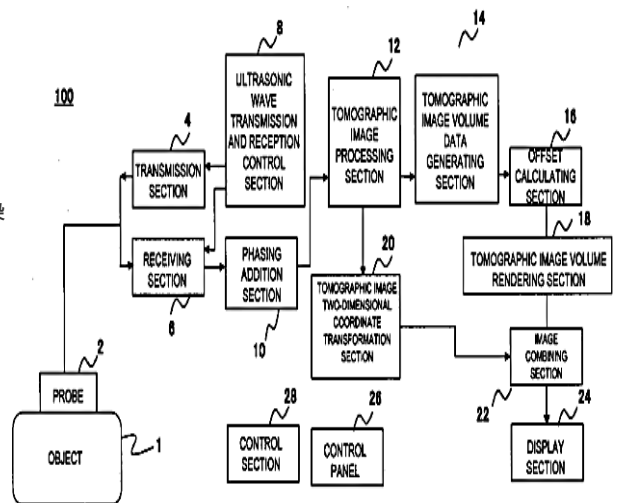 100
8
ULTRASONIC
WAVE
TRANSMISSION
AND RECEPTION
CONTROL
SECTION
12
TOMOGRAPHIC
IMAGE
PROCESSING
SECTION
14
TOMOGRAPHIC
IMAGE VOLUME
DATA
GENERATING
SECTION
4
TRANSMISSION
SECTION
16
OFFSET
CALCULATING
SECTION
18
TOMOGRAPHIC IMAGE VOLUME
RENDERING SECTION
RECEIVING
SECTION
6
PHASING
ADDITION
SECTION
10
20
TOMOGRAPHIC IMAGE
TWO-DIMENSIONAL
COORDINATE
TRANSFORMATION
SECTION
IMAGE
COMBINING
SECTION
22
2
PROBE
OBJECT
1
28
CONTROL
SECTION
26
CONTROL
PANEL
24
DISPLAY
SECTION